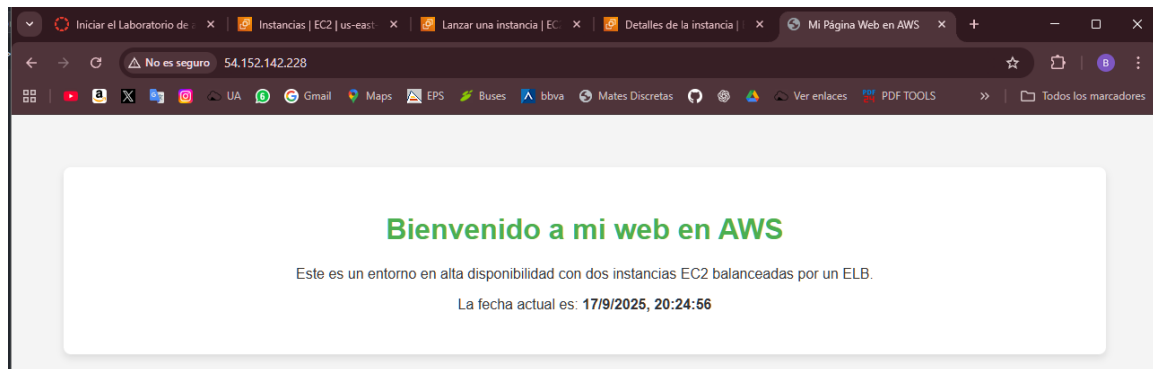 Iniciar el Laboratorio de
Instancias | EC2 | us-east-
Lanzar una instancia | EC
Detalles de la instancia |
Mi Página Web en AWS
No es seguro
54.152.142.228
B
UA
6
Gmail
Maps
EPS
Buses
bbva
Mates Discretas
Ver enlaces
PDF TOOLS
»
Todos los marcadores
Bienvenido a mi web en AWS
Este es un entorno en alta disponibilidad con dos instancias EC2 balanceadas por un ELB.
La fecha actual es: 17/9/2025, 20:24:56